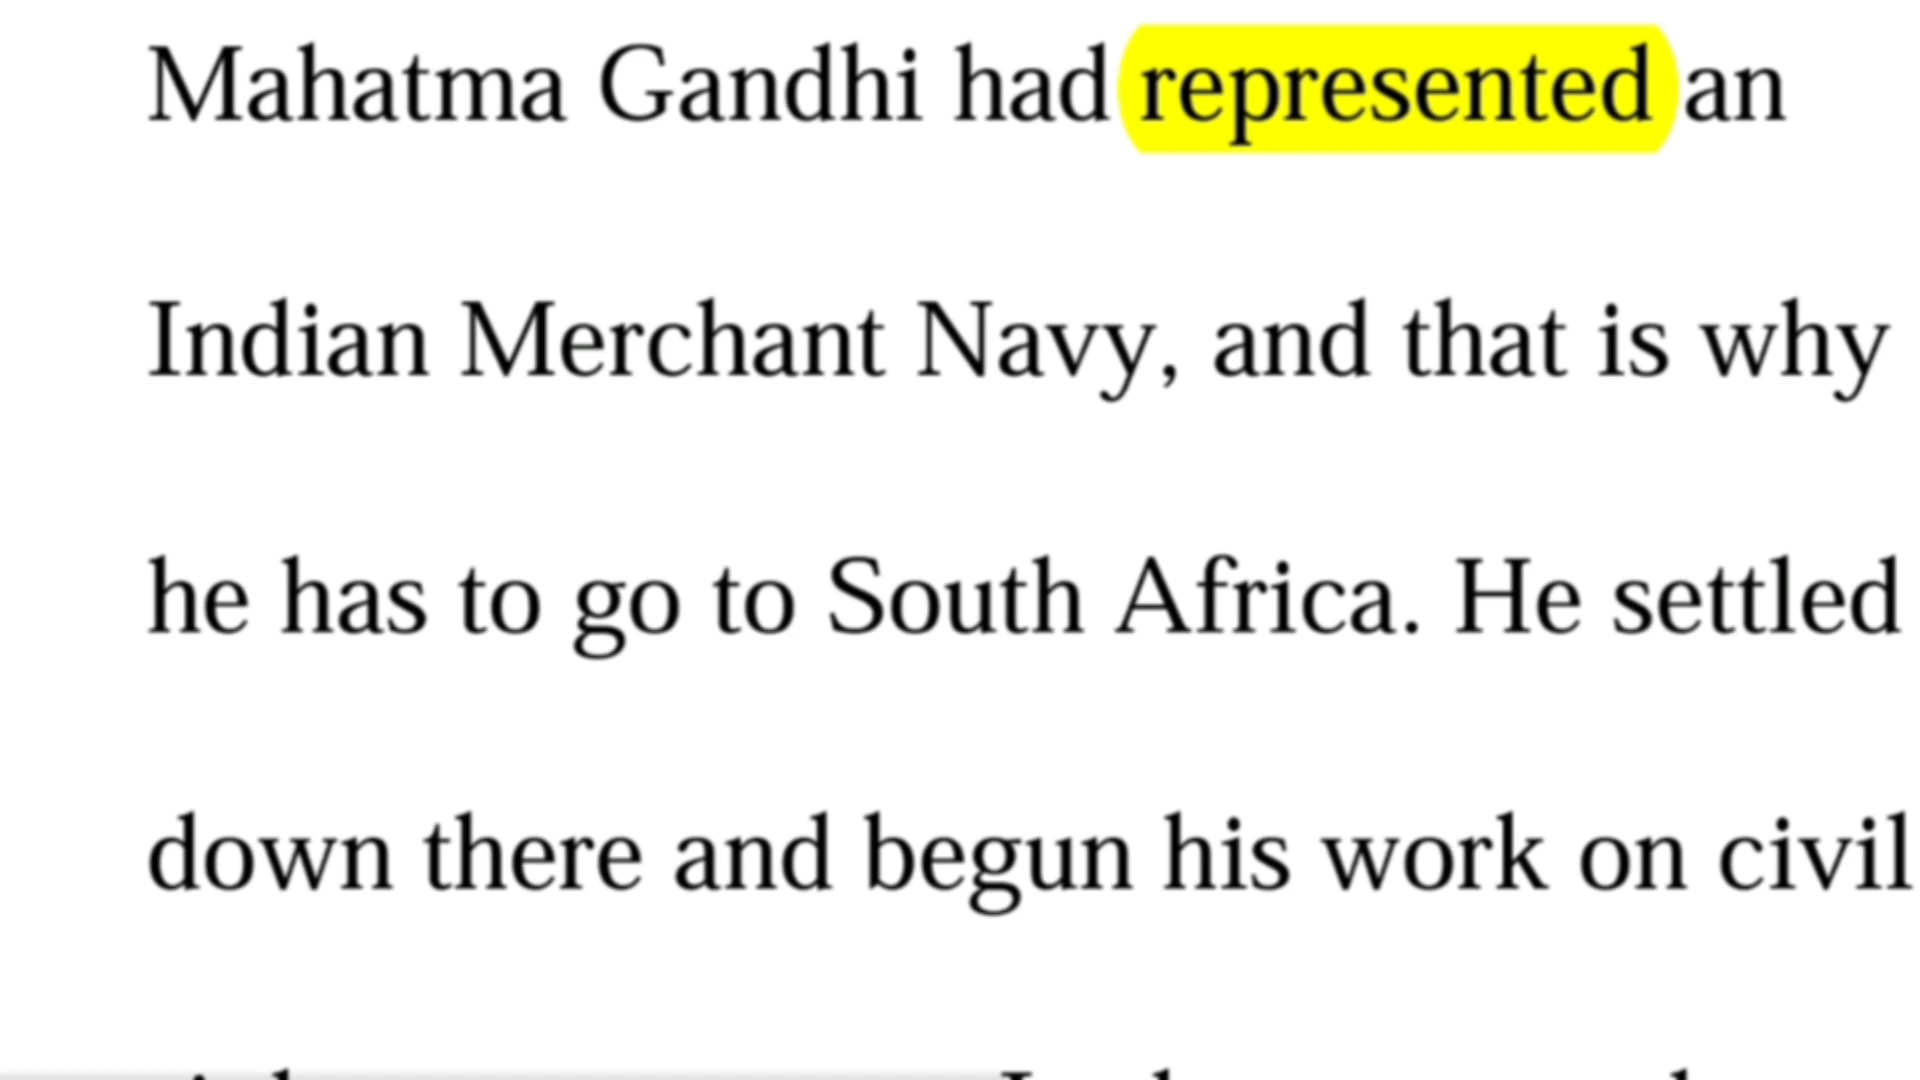 Mahatma Gandhi had represented an
Indian Merchant Navy, and that is why
he has to go to South Africa. He settled
down there and begun his work on civil